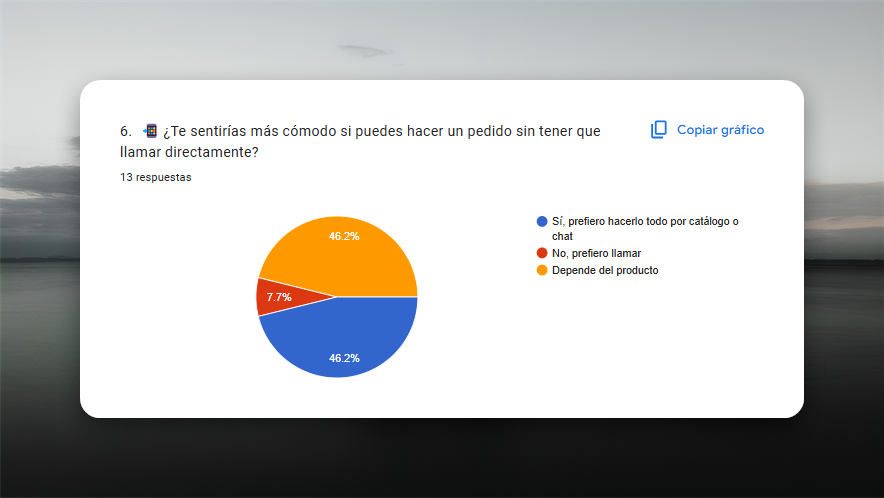 6. 📲 ¿Te sentirías más cómodo si puedes hacer un pedido sin tener que
llamar directamente?
Copiar gráfico
13 respuestas
46.2%
7.7%
46.2%
Sí, prefiero hacerlo todo por catálogo o
chat
No, prefiero llamar
Depende del producto